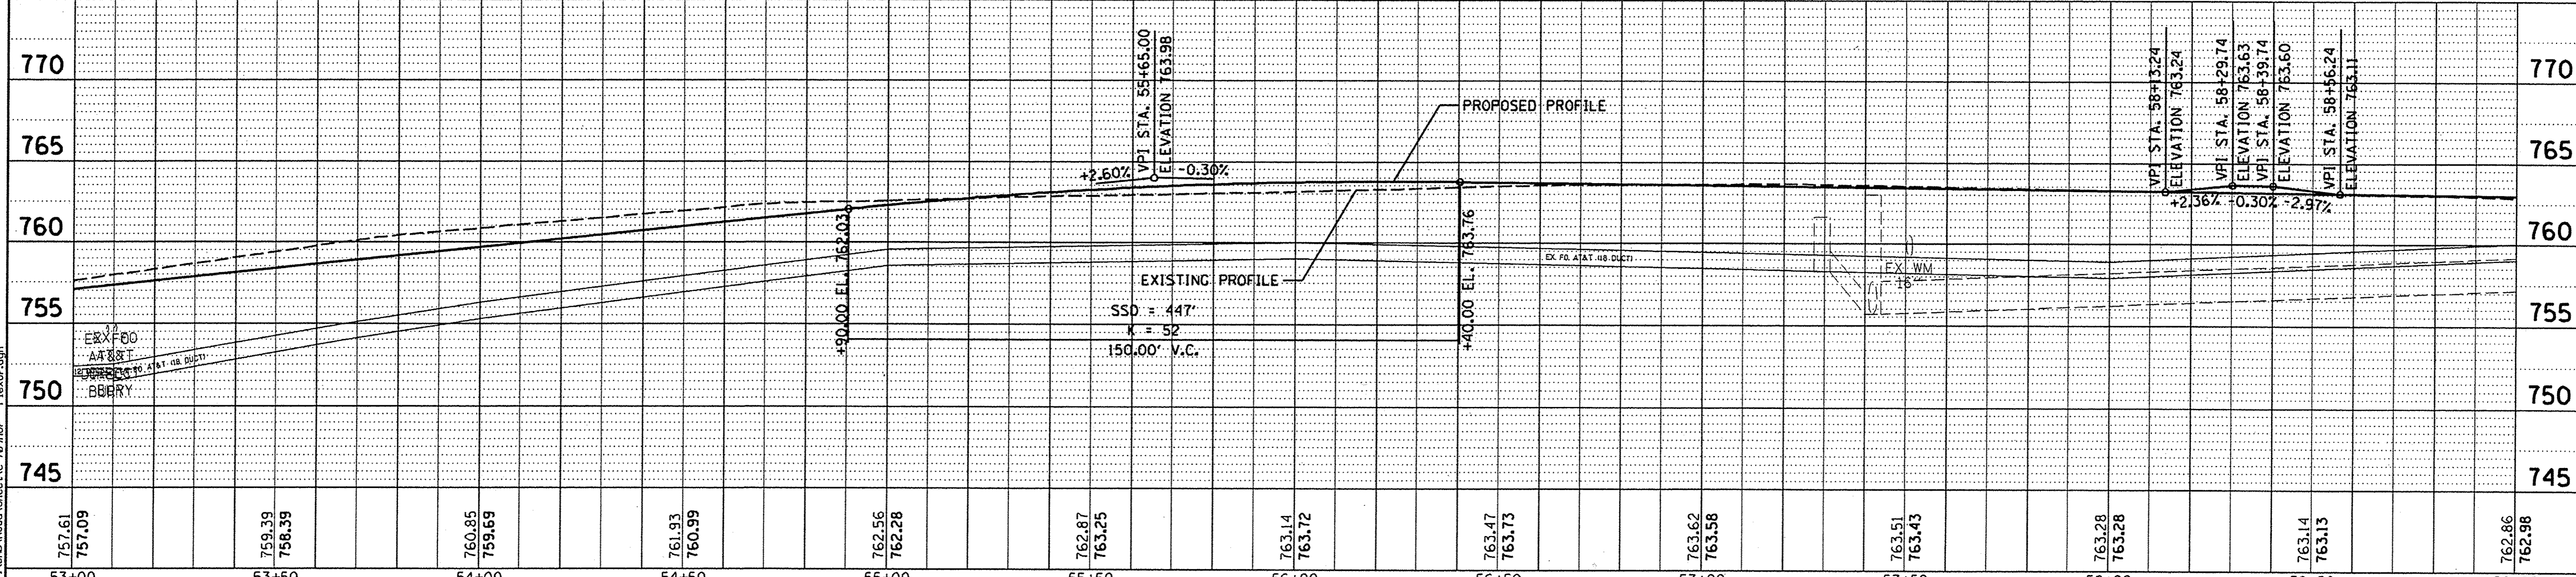 770
765
760
755
750
745
770
765
760
755
750
745
VPI STA. 55+65.00
ELEVATION 763.98
+2.60%
-0.30%
PROPOSED PROFILE
EXISTING PROFILE
+90.00 EL. 762.03
+40.00 EL. 763.76
SSD = 447'
K = 52
150.00' V.C.
VPI STA. 58+13.24
ELEVATION 763.24
VPI STA. 58+29.74
ELEVATION 763.63
VPI STA. 58+39.74
ELEVATION 763.60
VPI STA. 58+56.24
ELEVATION 763.11
+2.36% -0.30% -2.97%
EX FO, AT&T (18. DUCT)
EX WM
16"
AT&T
757.61
757.09
759.39
758.39
760.85
759.69
761.93
760.99
762.56
762.28
762.87
763.25
763.14
763.72
763.47
763.73
763.62
763.58
763.51
763.43
763.28
763.28
763.14
763.13
762.86
762.98